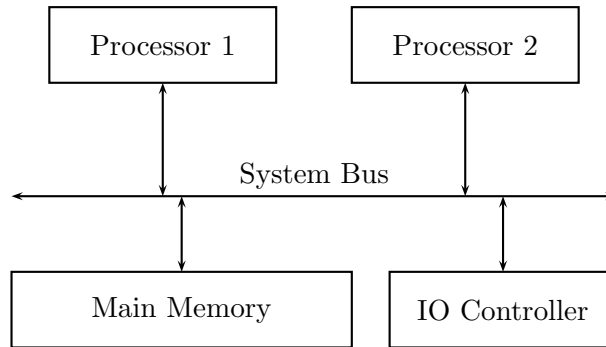 Processor 1
Processor 2
System Bus
Main Memory
IO Controller